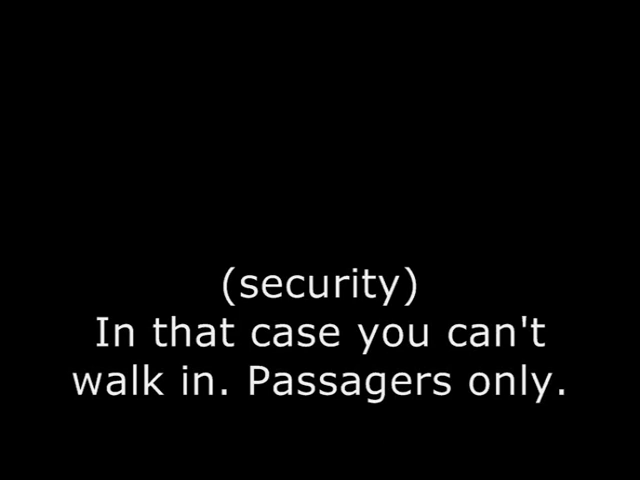 (security)
In that case you can't
walk in. Passagers only.